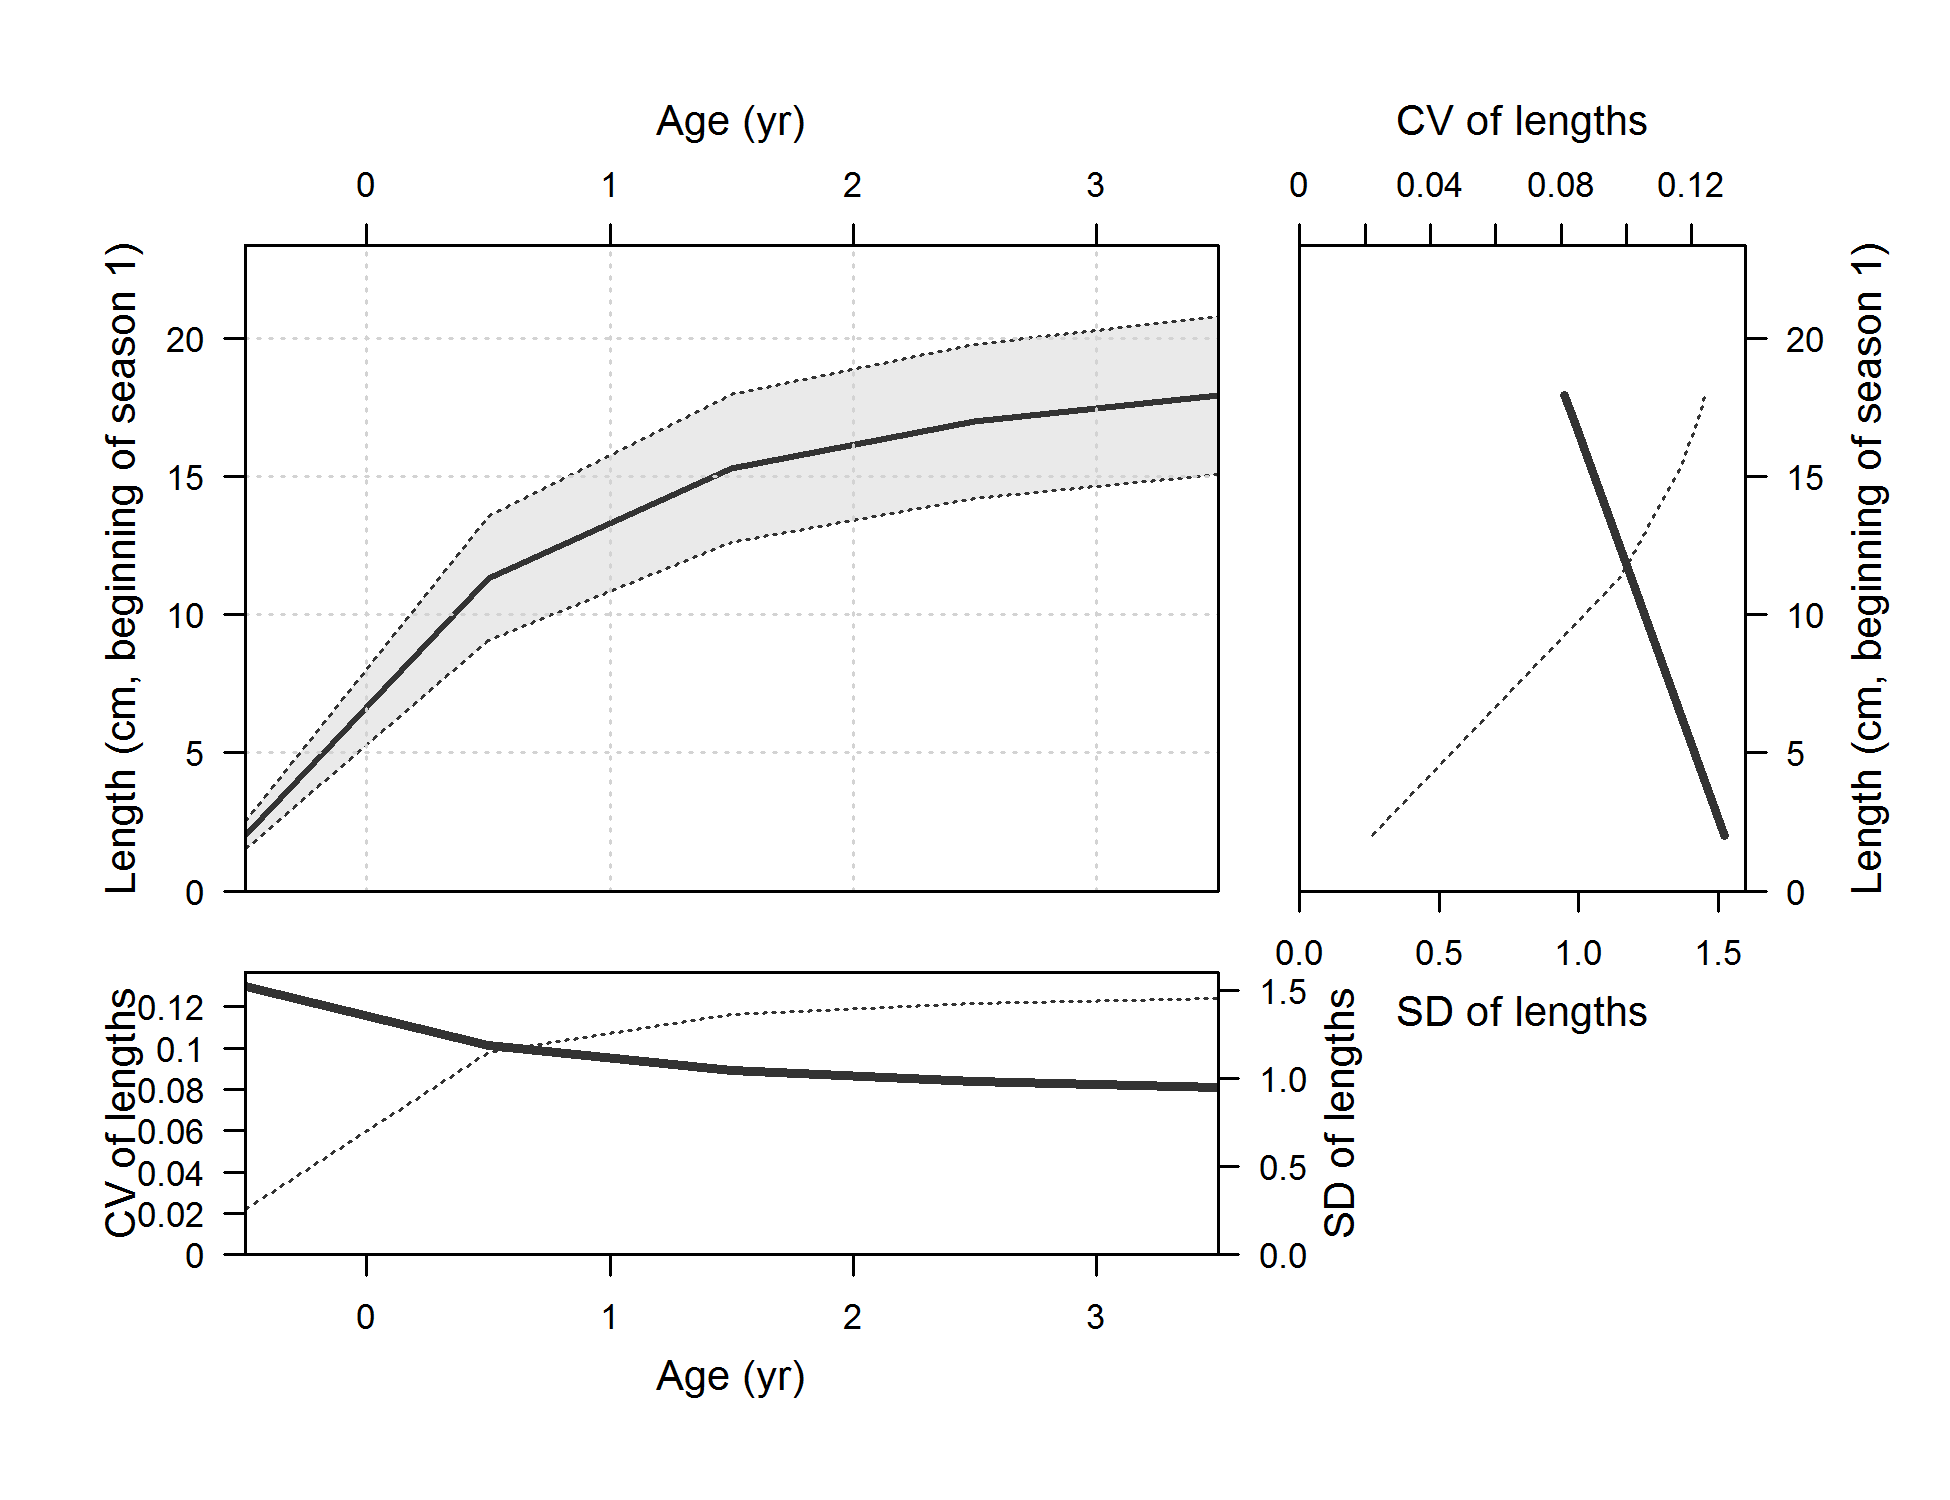 Age (yr)
0 1 2 3
Length (cm, beginning of season 1)
20
15
10
5
0
CV of lengths
0 0.04 0.08 0.12
20
15
10
5
0
Length (cm, beginning of season 1)
0.0 0.5 1.0 1.5
SD of lengths
CV of lengths
0.12
0.1
0.08
0.06
0.04
0.02
0
1.5
1.0
0.5
0.0
SD of lengths
0 1 2 3
Age (yr)